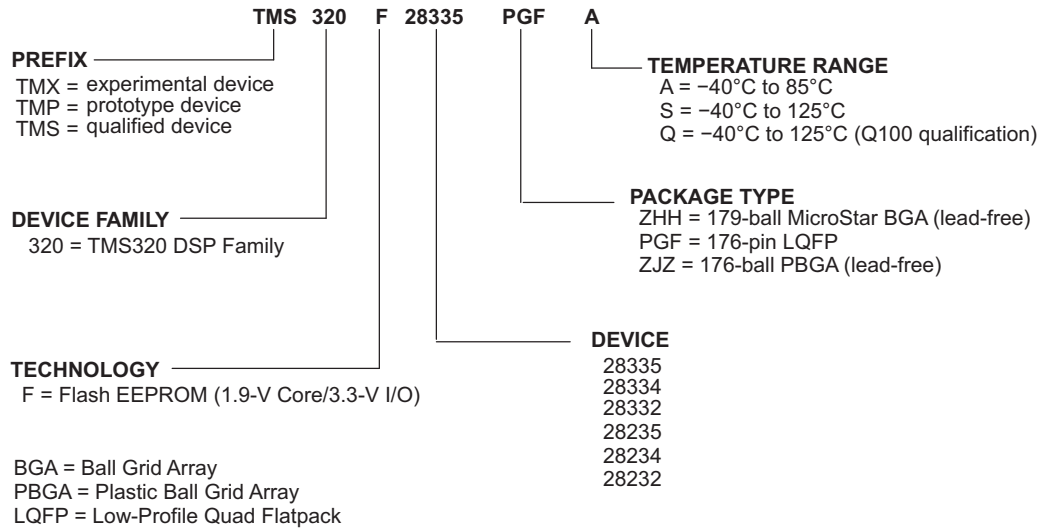 TMS 320 F 28335 PGF A
PREFIX
TMX = experimental device
TMP = prototype device
TMS = qualified device
TEMPERATURE RANGE
A = −40°C to 85°C
S = −40°C to 125°C
Q = −40°C to 125°C (Q100 qualification)
DEVICE FAMILY
320 = TMS320 DSP Family
PACKAGE TYPE
ZHH = 179-ball MicroStar BGA (lead-free)
PGF = 176-pin LQFP
ZJZ = 176-ball PBGA (lead-free)
TECHNOLOGY
F = Flash EEPROM (1.9-V Core/3.3-V I/O)
DEVICE
28335
28334
28332
28235
28234
28232
BGA = Ball Grid Array
PBGA = Plastic Ball Grid Array
LQFP = Low-Profile Quad Flatpack